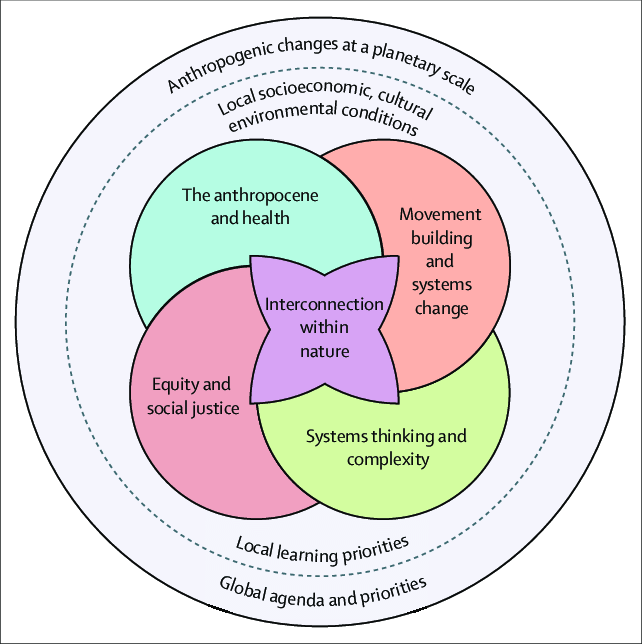 Anthropogenic changes at a planetary scale
Local socioeconomic, cultural
environmental conditions
The anthropocene
and health
Movement
building
and
systems
change
Interconnection
within
nature
Equity and
social justice
Systems thinking and
complexity
Local learning priorities
Global agenda and priorities